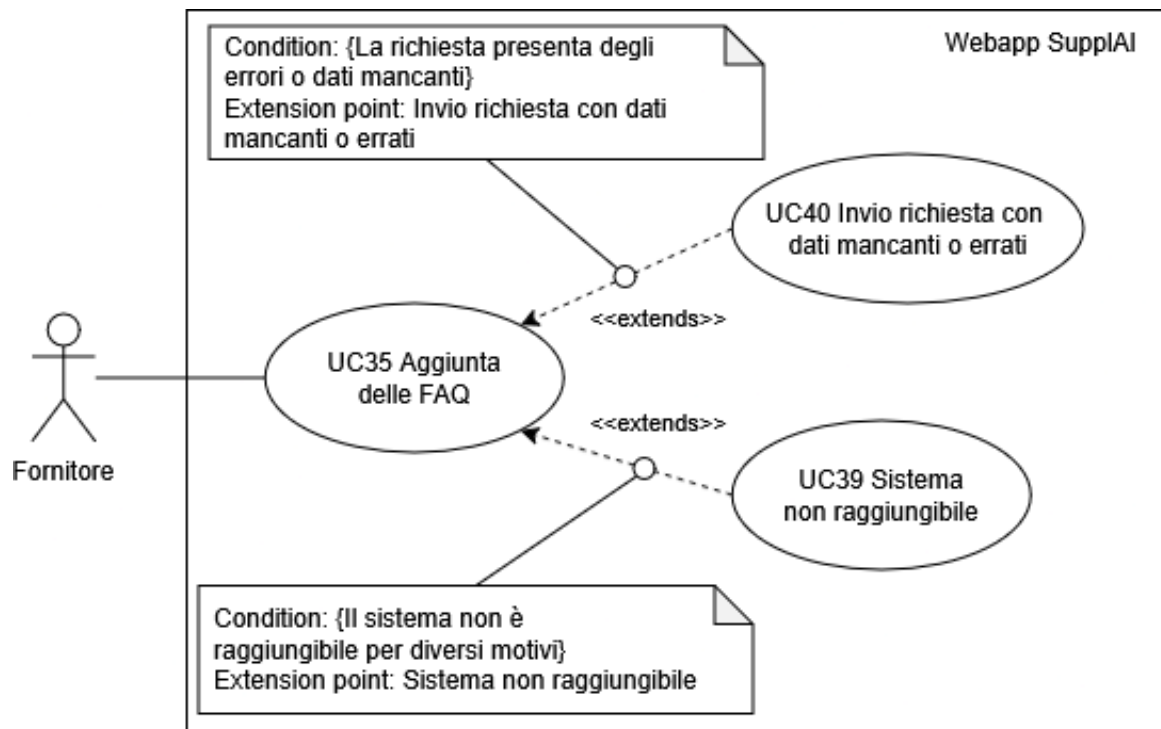 Condition: {La richiesta presenta degli
errori o dati mancanti}
Extension point: Invio richiesta con dati
mancanti o errati
Webapp SupplAI
UC40 Invio richiesta con
dati mancanti o errati
<<extends>>
UC35 Aggiunta
delle FAQ
Fornitore
<<extends>>
UC39 Sistema
non raggiungibile
Condition: {Il sistema non è
raggiungibile per diversi motivi}
Extension point: Sistema non raggiungibile